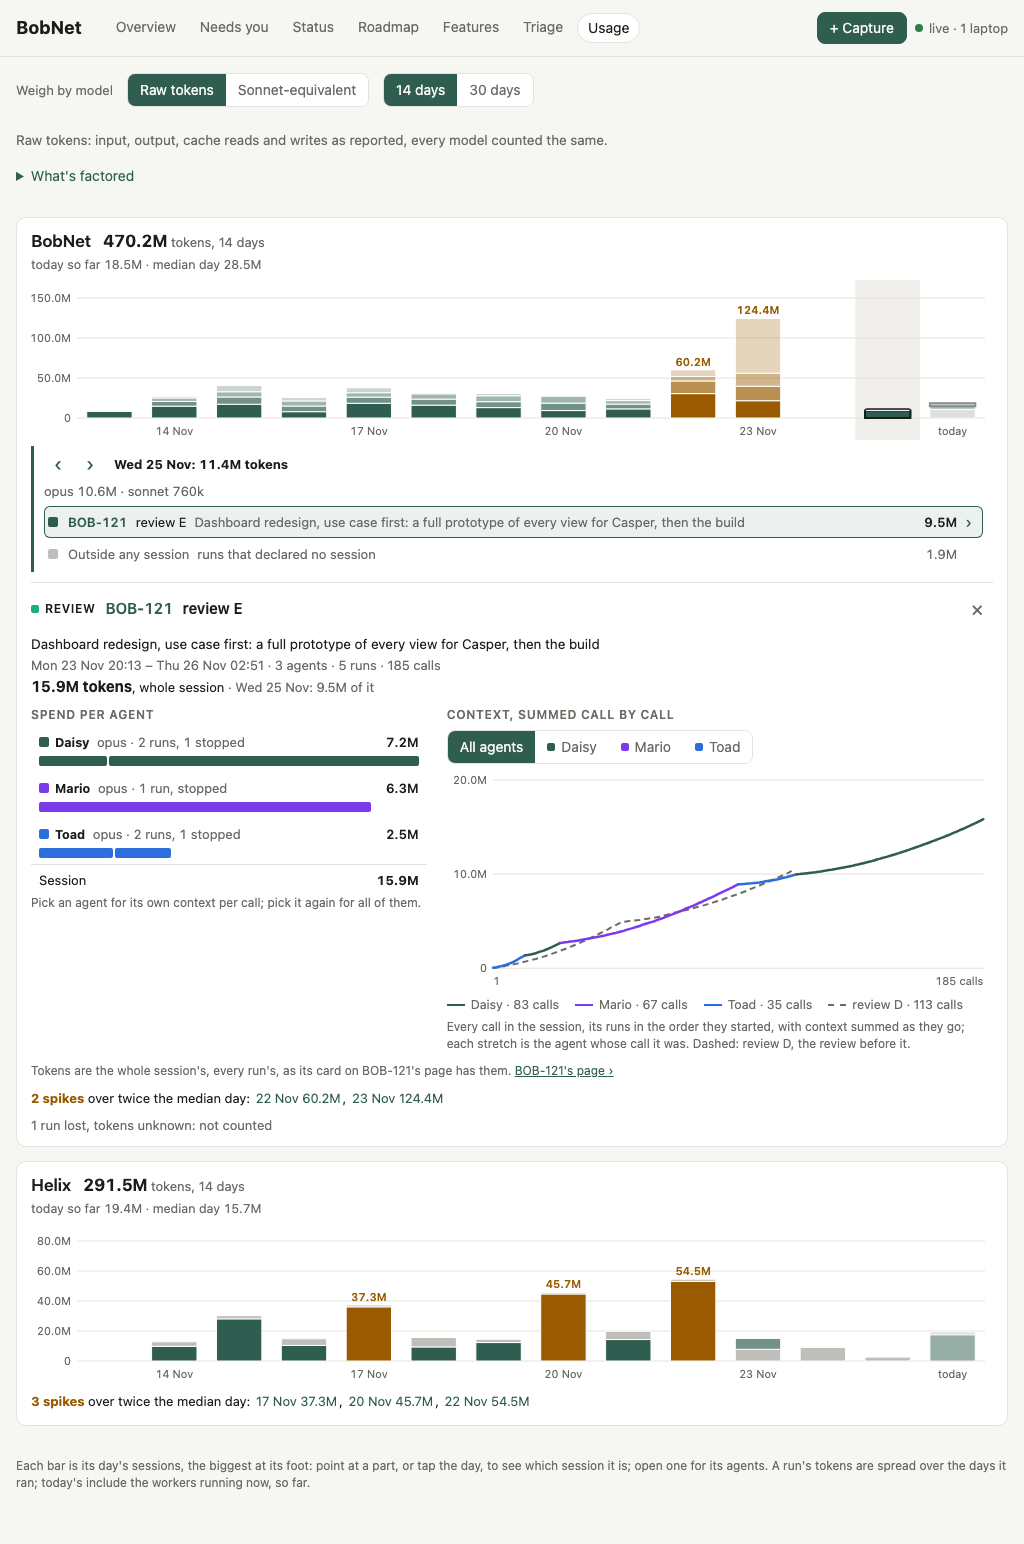 BobNet
Overview
Needs you
Status
Roadmap
Features
Triage
Usage
+ Capture
live · 1 laptop
Weigh by model
Raw tokens
Sonnet-equivalent
14 days
30 days
Raw tokens: input, output, cache reads and writes as reported, every model counted the same.
What's factored
BobNet 470.2M tokens, 14 days
today so far 18.5M · median day 28.5M
150.0M
100.0M
50.0M
0
60.2M
124.4M
14 Nov
17 Nov
20 Nov
23 Nov
today
‹ › Wed 25 Nov: 11.4M tokens
opus 10.6M · sonnet 760k
BOB-121 review E Dashboard redesign, use case first: a full prototype of every view for Casper, then the build 9.5M ›
Outside any session runs that declared no session 1.9M
REVIEW BOB-121 review E ×
Dashboard redesign, use case first: a full prototype of every view for Casper, then the build
Mon 23 Nov 20:13 – Thu 26 Nov 02:51 · 3 agents · 5 runs · 185 calls
15.9M tokens, whole session · Wed 25 Nov: 9.5M of it
SPEND PER AGENT
Daisy opus · 2 runs, 1 stopped 7.2M
Mario opus · 1 run, stopped 6.3M
Toad opus · 2 runs, 1 stopped 2.5M
Session 15.9M
Pick an agent for its own context per call; pick it again for all of them.
CONTEXT, SUMMED CALL BY CALL
All agents
Daisy
Mario
Toad
20.0M
10.0M
0
1
185 calls
Daisy · 83 calls
Mario · 67 calls
Toad · 35 calls
review D · 113 calls
Every call in the session, its runs in the order they started, with context summed as they go;
each stretch is the agent whose call it was. Dashed: review D, the review before it.
Tokens are the whole session's, every run's, as its card on BOB-121's page has them. BOB-121's page ›
2 spikes over twice the median day: 22 Nov 60.2M, 23 Nov 124.4M
1 run lost, tokens unknown: not counted
Helix 291.5M tokens, 14 days
today so far 19.4M · median day 15.7M
80.0M
60.0M
40.0M
20.0M
0
37.3M
45.7M
54.5M
14 Nov
17 Nov
20 Nov
23 Nov
today
3 spikes over twice the median day: 17 Nov 37.3M, 20 Nov 45.7M, 22 Nov 54.5M
Each bar is its day's sessions, the biggest at its foot: point at a part, or tap the day, to see which session it is; open one for its agents. A run's tokens are spread over the days it
ran; today's include the workers running now, so far.